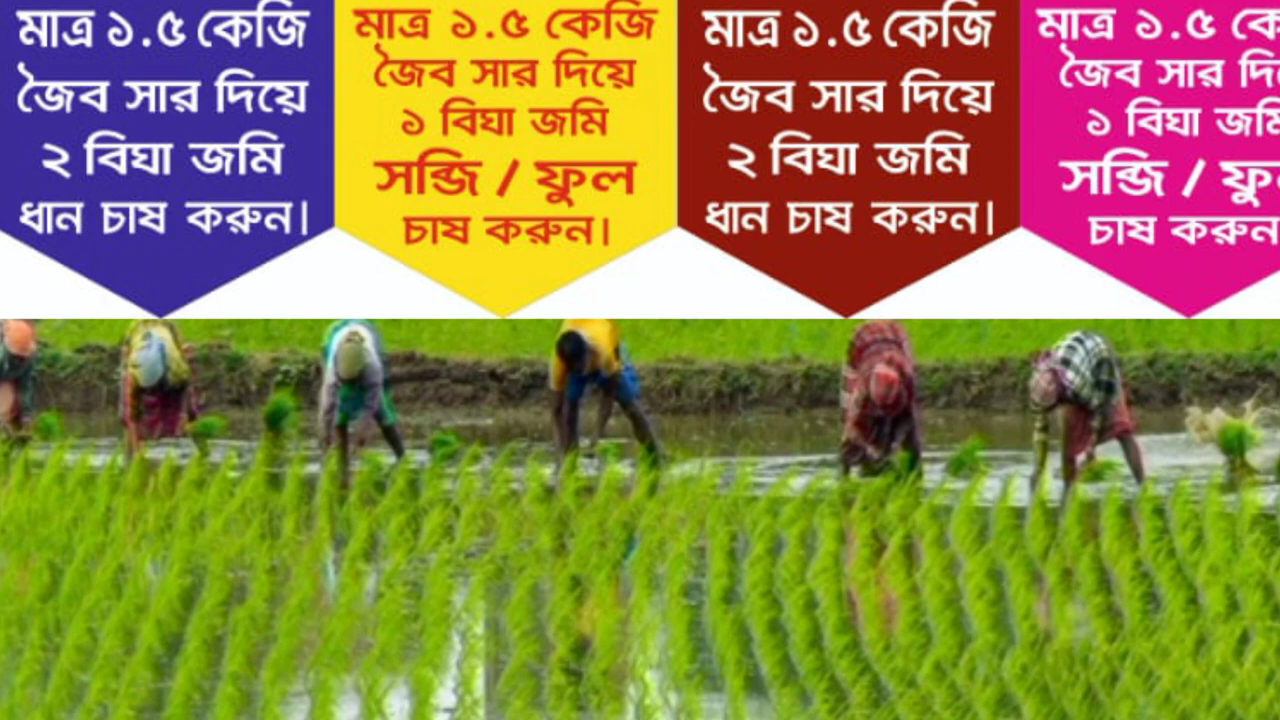 মাত্র ১.৫ কেজি
জৈব সার দিয়ে
২ বিঘা জমি
ধান চাষ করুন।
মাত্র ১.৫ কেজি
জৈব সার দিয়ে
১ বিঘা জমি
সব্জি / ফুল
চাষ করুন।
মাত্র ১.৫ কেজি
জৈব সার দিয়ে
২ বিঘা জমি
ধান চাষ করুন।
মাত্র ১.৫
জৈব সার
১ বিঘা
সব্জি /
চাষ করুন